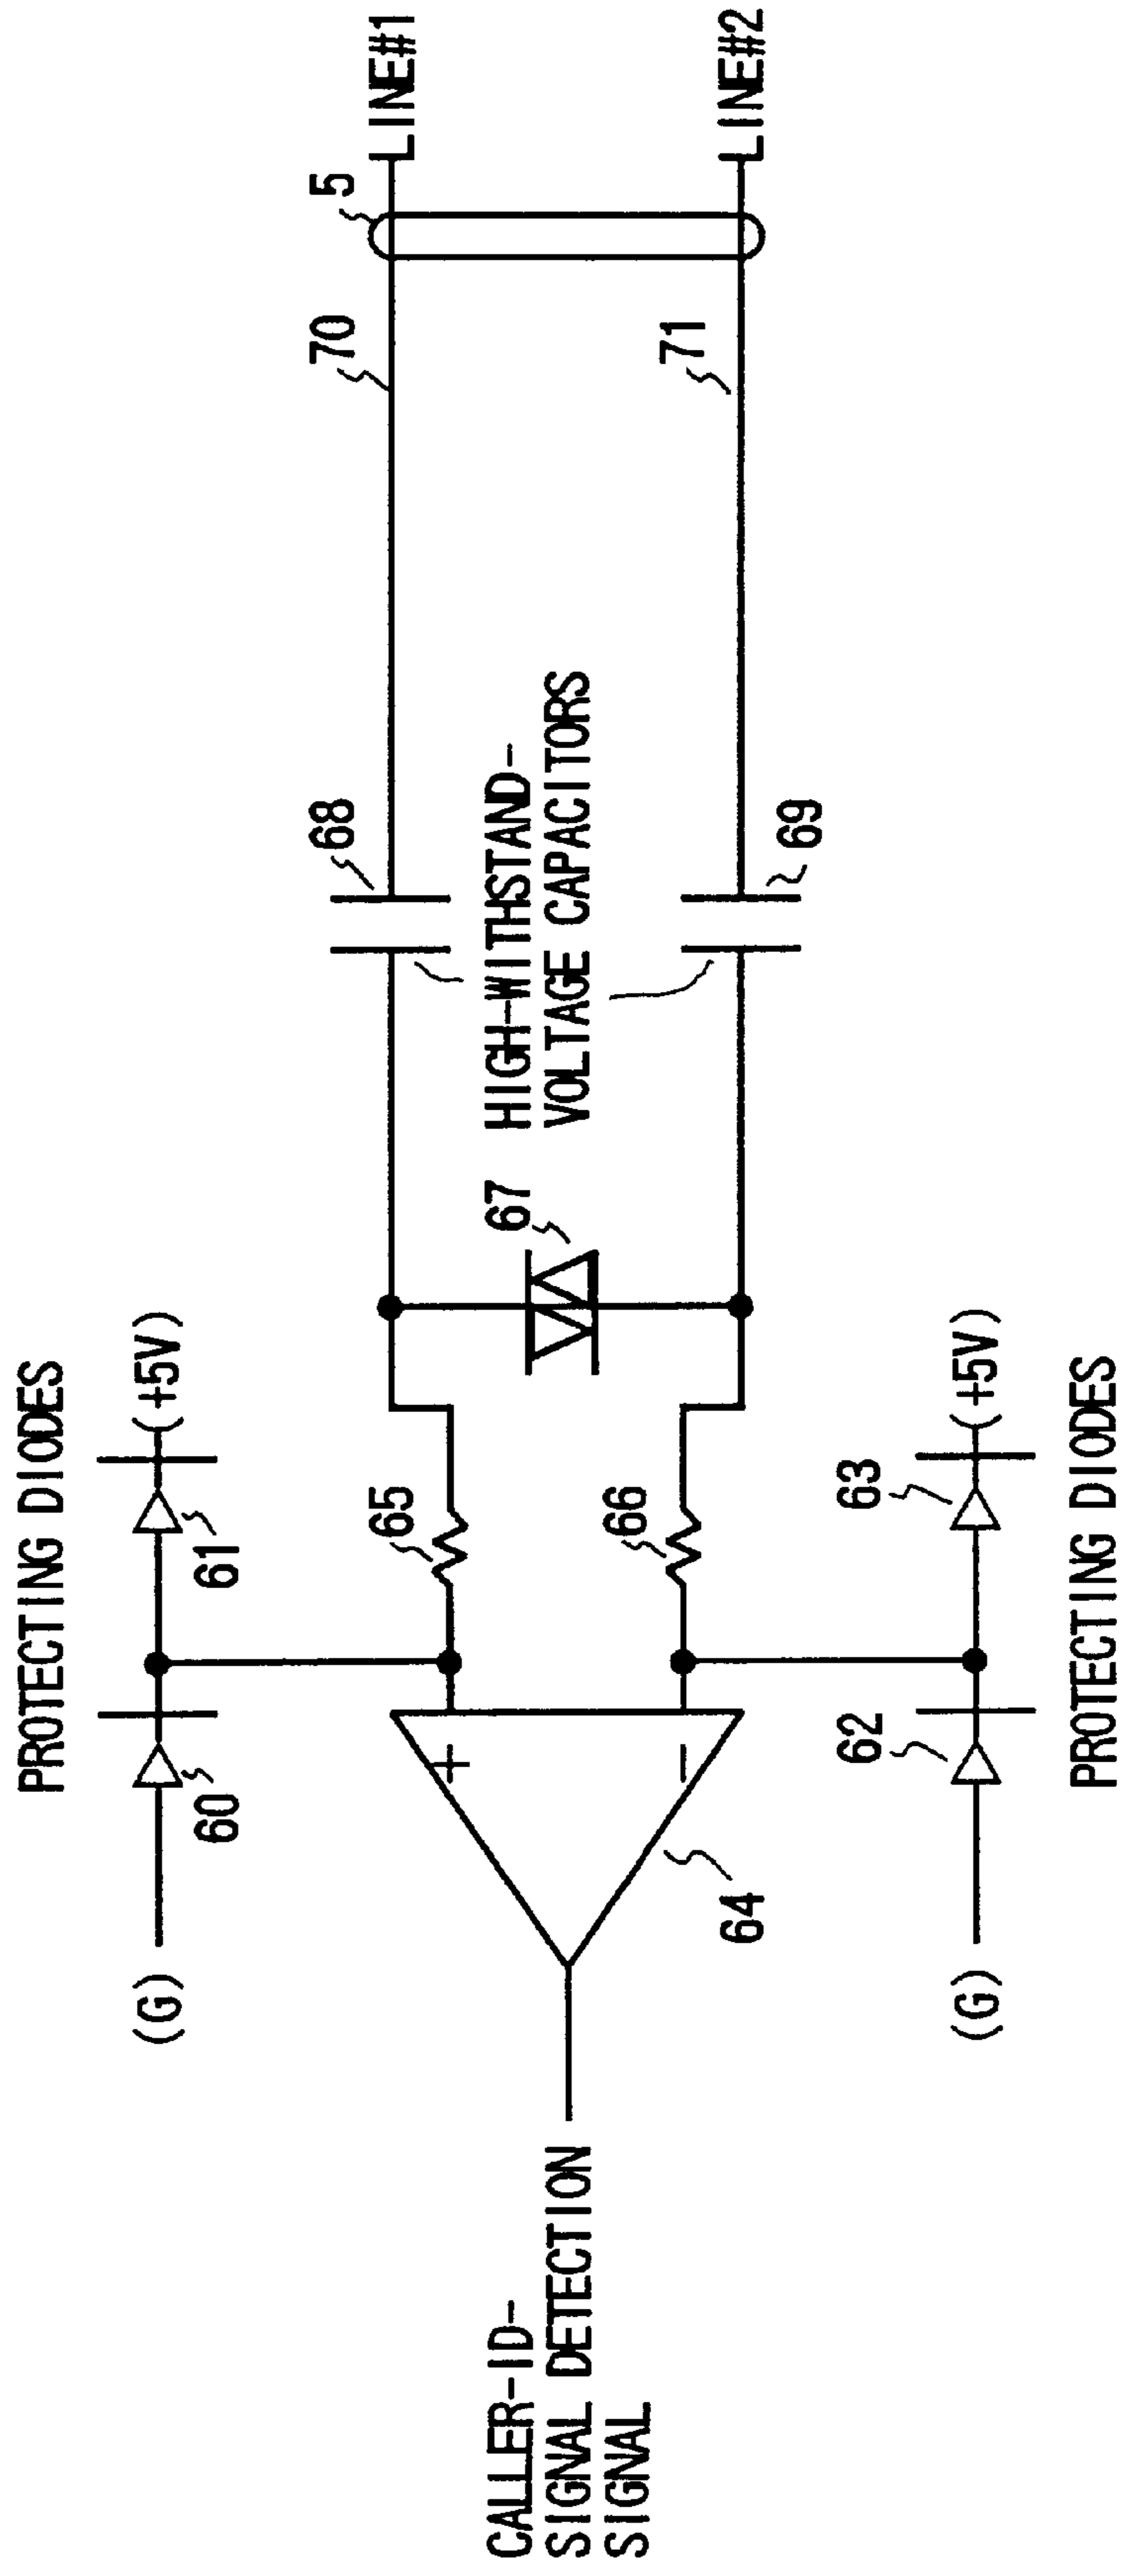 PROTECTING DIODES
(G)
60
61
(+5V)
CALLER-ID-
SIGNAL DETECTION
SIGNAL
64
65
66
67
HIGH-WITHSTAND-
VOLTAGE CAPACITORS
68
69
70
71
5
LINE#1
LINE#2
(G)
62
63
(+5V)
PROTECTING DIODES